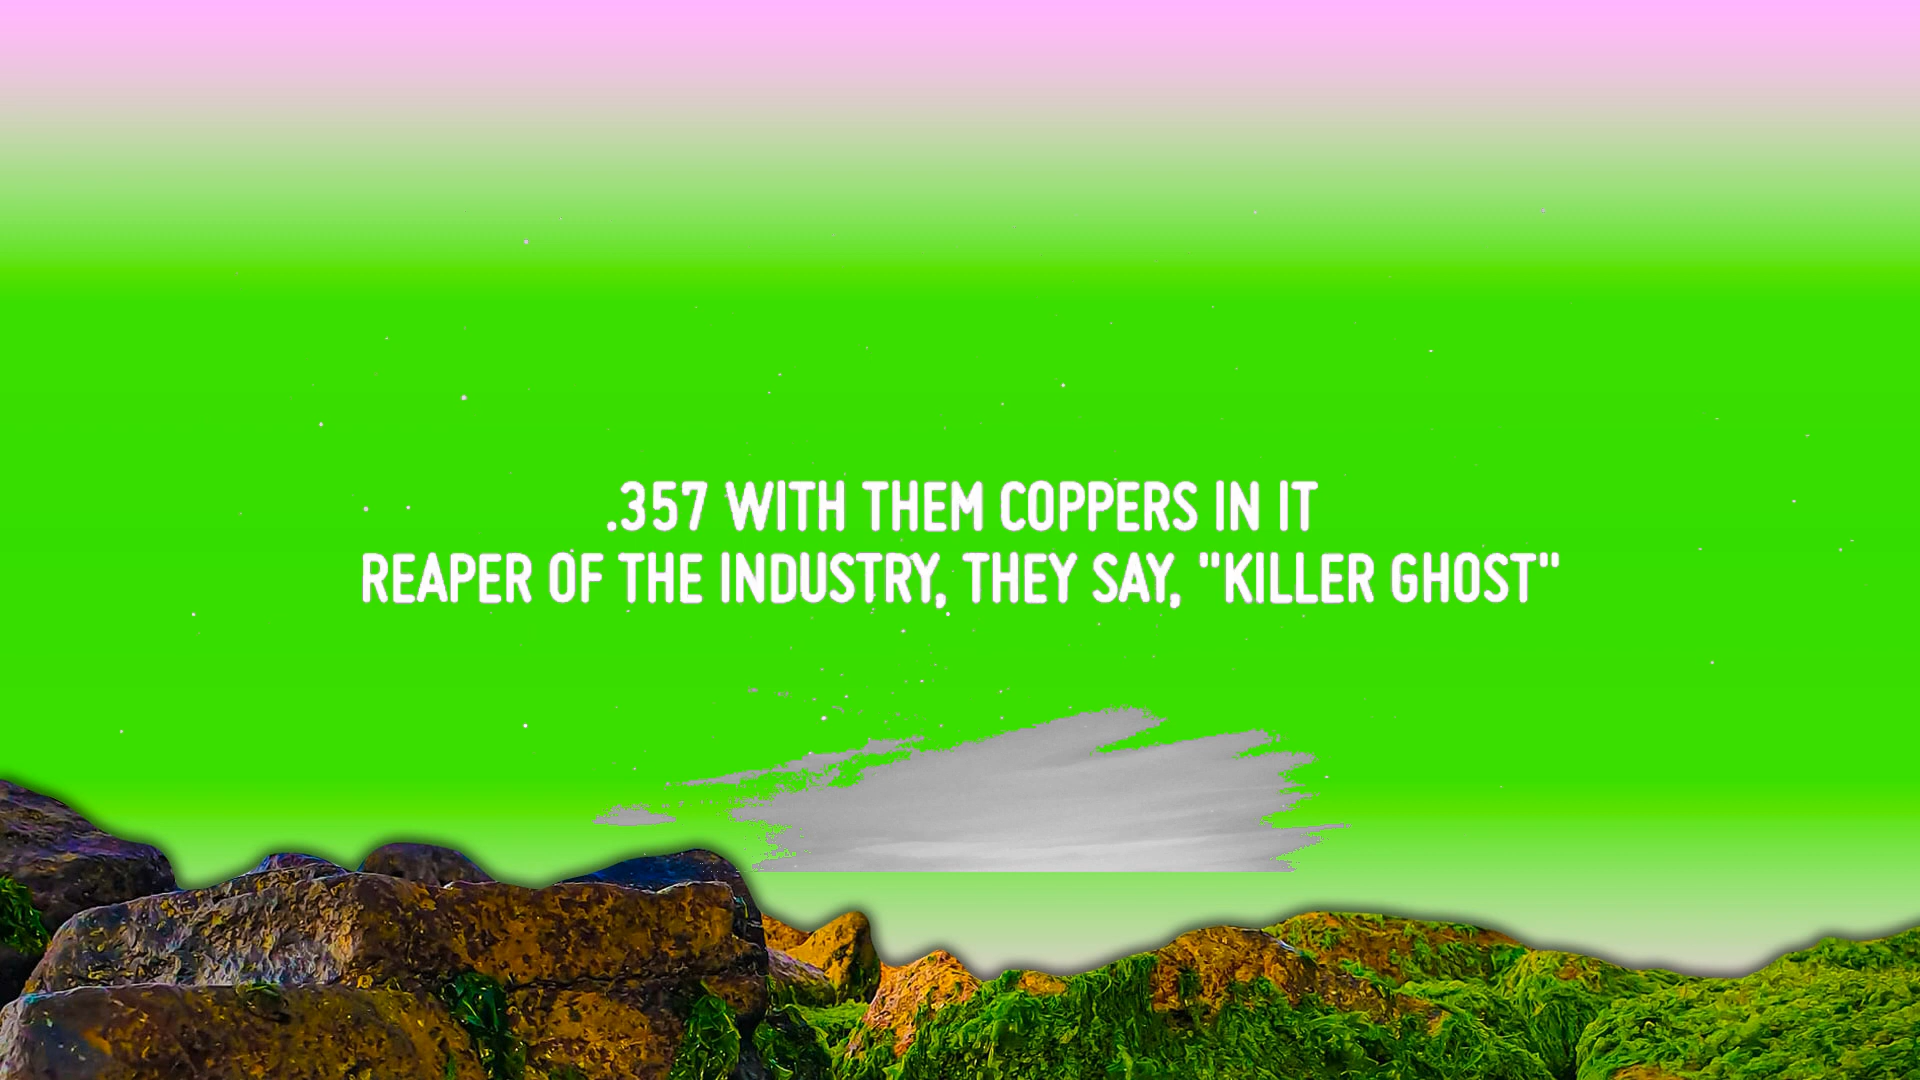 .357 WITH THEM COPPERS IN IT
REAPER OF THE INDUSTRY, THEY SAY, "KILLER GHOST"